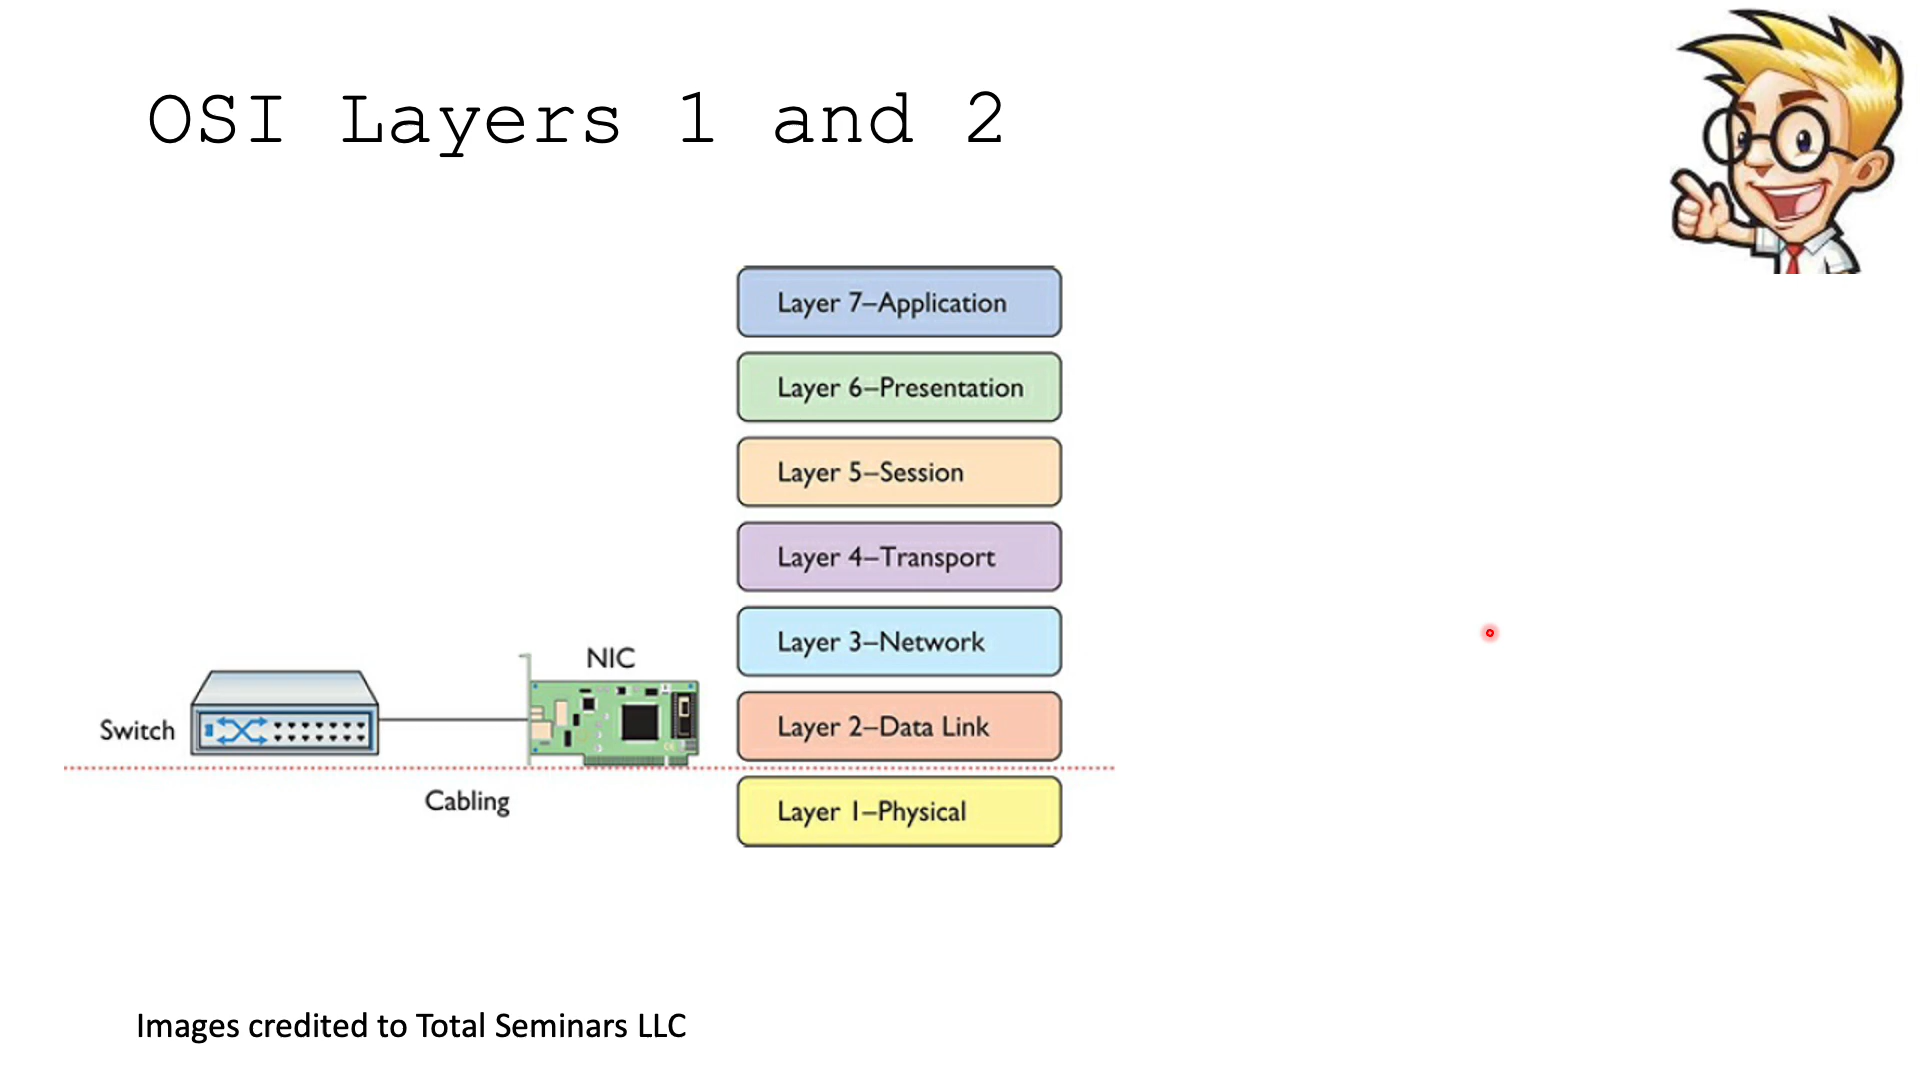 OSI Layers 1 and 2
Layer 7–Application
Layer 6–Presentation
Layer 5–Session
Layer 4–Transport
NIC
Layer 3–Network
Switch
Layer 2–Data Link
Cabling
Layer 1–Physical
Images credited to Total Seminars LLC